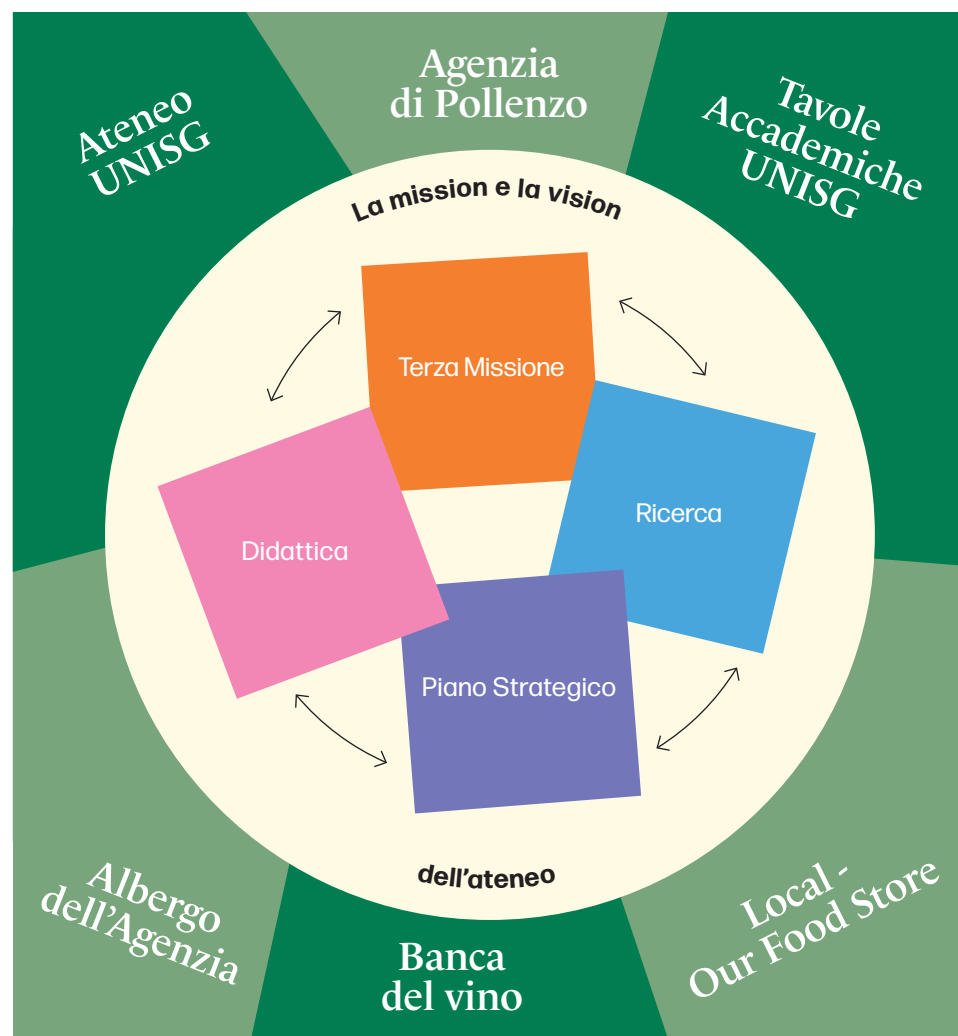 Agenzia
di Pollenzo
Ateneo
UNISG
Tavole
Accademiche
UNISG
La mission e la vision
Terza Missione
Ricerca
Didattica
Piano Strategico
dell'ateneo
Albergo
dell'Agenzia
Banca
del vino
Local -
Our Food Store